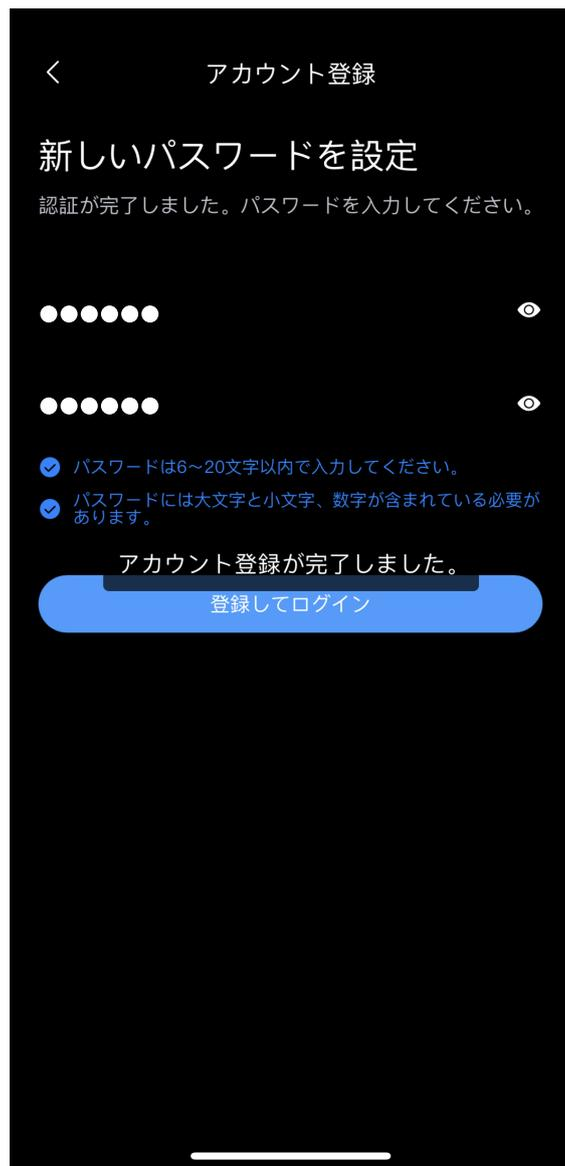 アカウント登録
新しいパスワードを設定
認証が完了しました。パスワードを入力してください。
●●●●●●
●●●●●●
パスワードは6〜20文字以内で入力してください。
パスワードには大文字と小文字、数字が含まれている必要が
あります。
アカウント登録が完了しました。
登録してログイン